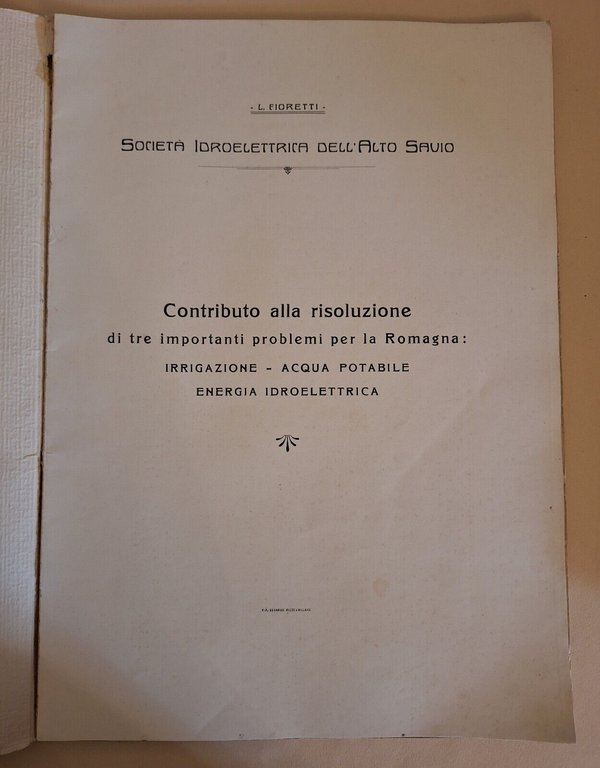 - L. FIORETTI -
SOCIETÀ IDROELETTRICA DELL'ALTO SAVIO
Contributo alla risoluzione
di tre importanti problemi per la Romagna:
IRRIGAZIONE - ACQUA POTABILE
ENERGIA IDROELETTRICA